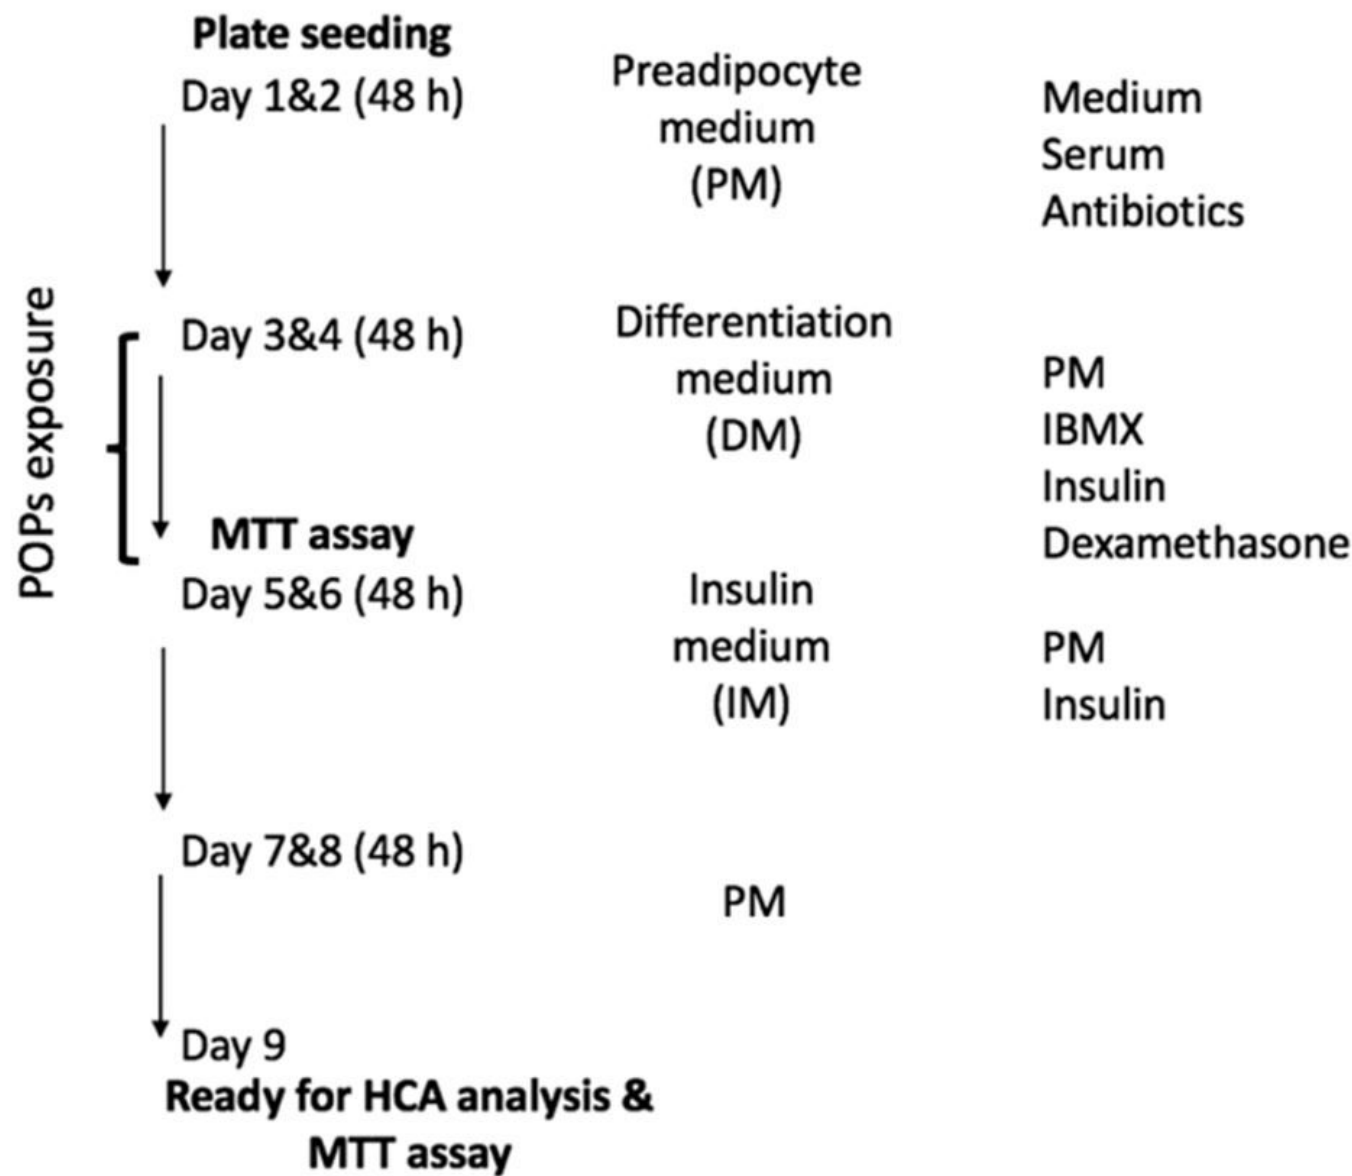 Plate seeding
Day 1&2 (48 h)
Preadipocyte
medium
(PM)
Medium
Serum
Antibiotics
POPs exposure
Day 3&4 (48 h)
Differentiation
medium
(DM)
PM
IBMX
Insulin
Dexamethasone
MTT assay
Day 5&6 (48 h)
Insulin
medium
(IM)
PM
Insulin
Day 7&8 (48 h)
PM
Day 9
Ready for HCA analysis &
MTT assay